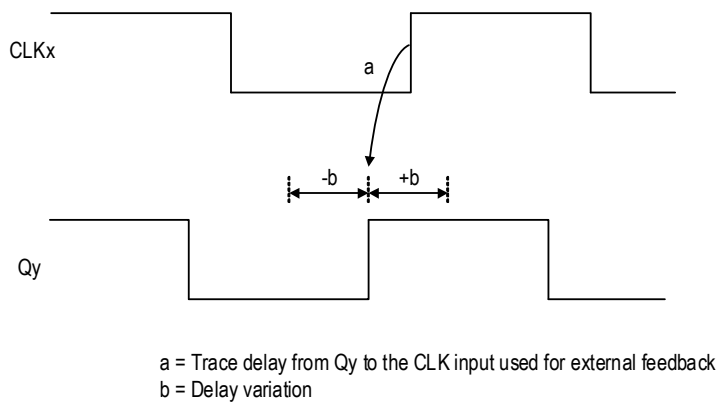 CLKx
a
-b
+b
Qy
a = Trace delay from Qy to the CLK input used for external feedback
b = Delay variation